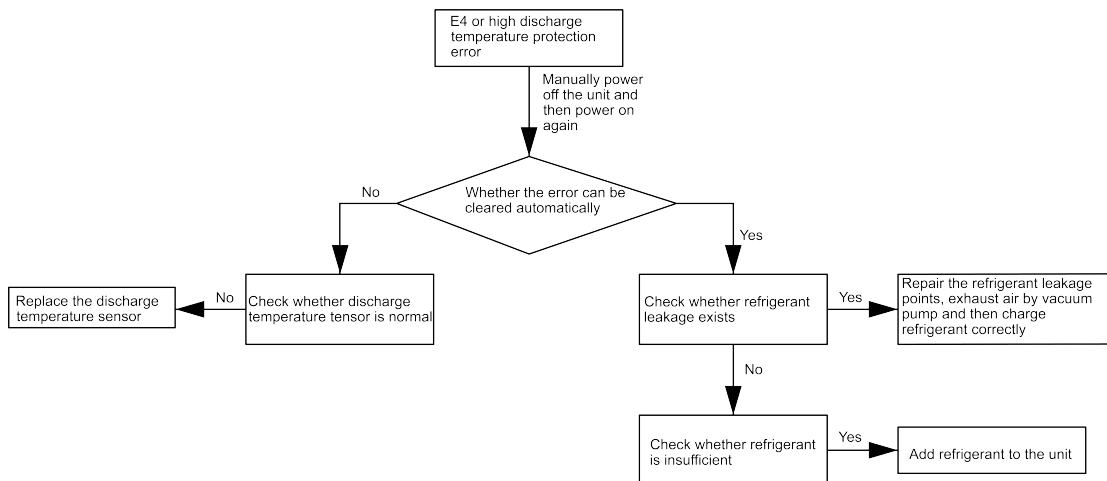 E4 or high discharge
temperature protection
error
Manually power
off the unit and
then power on
again
No
Whether the error can be
cleared automatically
Yes
Replace the discharge
temperature sensor
No
Check whether discharge
temperature tensor is normal
Check whether refrigerant
leakage exists
Yes
Repair the refrigerant leakage
points, exhaust air by vacuum
pump and then charge
refrigerant correctly
No
Check whether refrigerant
is insufficient
Yes
Add refrigerant to the unit